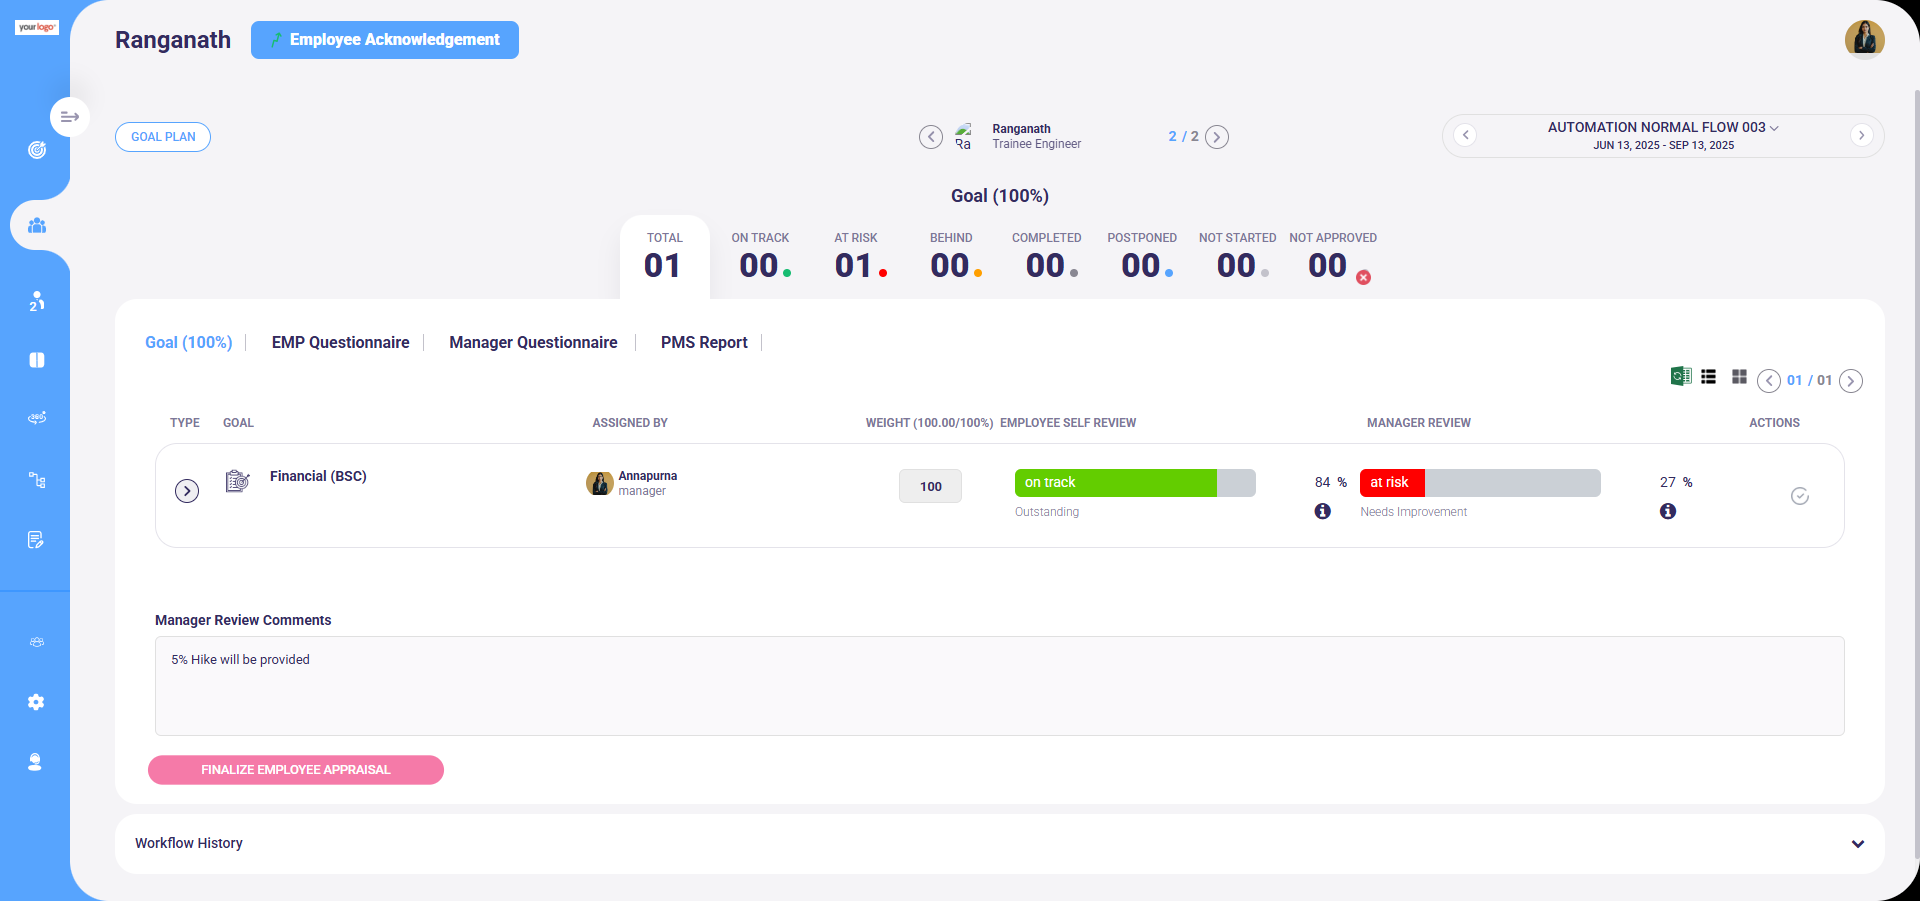 yourlogo
Ranganath
Employee Acknowledgement
GOAL PLAN
Ra
Ranganath
Trainee Engineer
2 / 2
AUTOMATION NORMAL FLOW 003
JUN 13, 2025 - SEP 13, 2025
Goal (100%)
TOTAL
01
ON TRACK
00
AT RISK
01
BEHIND
00
COMPLETED
00
POSTPONED
00
NOT STARTED
00
NOT APPROVED
00
Goal (100%)
EMP Questionnaire
Manager Questionnaire
PMS Report
01 / 01
TYPE GOAL ASSIGNED BY WEIGHT (100.00/100%) EMPLOYEE SELF REVIEW MANAGER REVIEW ACTIONS
Financial (BSC)
Annapurna
manager
100
on track
Outstanding
84 %
at risk
Needs Improvement
27 %
2
360
Manager Review Comments
5% Hike will be provided
FINALIZE EMPLOYEE APPRAISAL
Workflow History